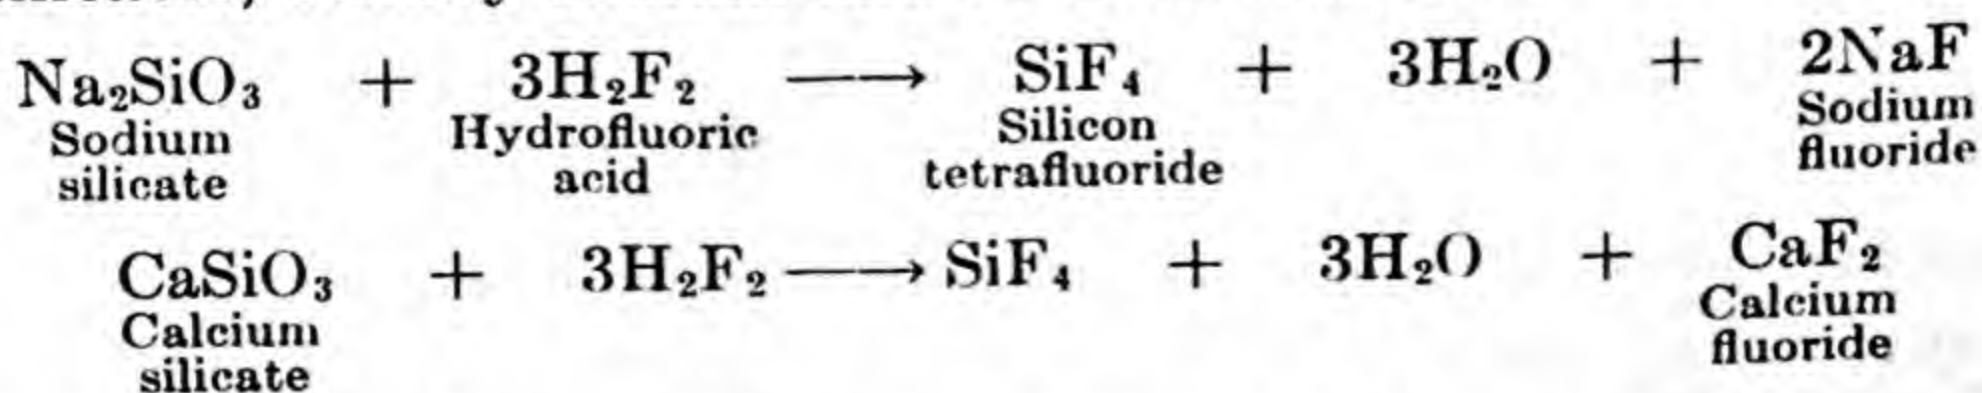 Na₂SiO₃ + 3H₂F₂ ⟶ SiF₄ + 3H₂O + 2NaF
Sodium Hydrofluoric Silicon Sodium
silicate acid tetrafluoride fluoride
CaSiO₃ + 3H₂F₂ ⟶ SiF₄ + 3H₂O + CaF₂
Calcium Calcium
silicate fluoride